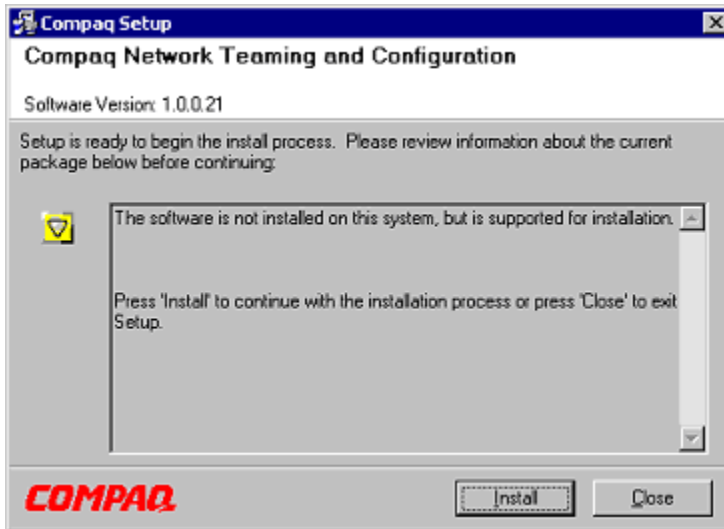 Compaq Setup
Compaq Network Teaming and Configuration
Software Version: 1.0.0.21
Setup is ready to begin the install process. Please review information about the current
package below before continuing:
The software is not installed on this system, but is supported for installation.
Press 'Install' to continue with the installation process or press 'Close' to exit
Setup.
COMPAQ
Install
Close